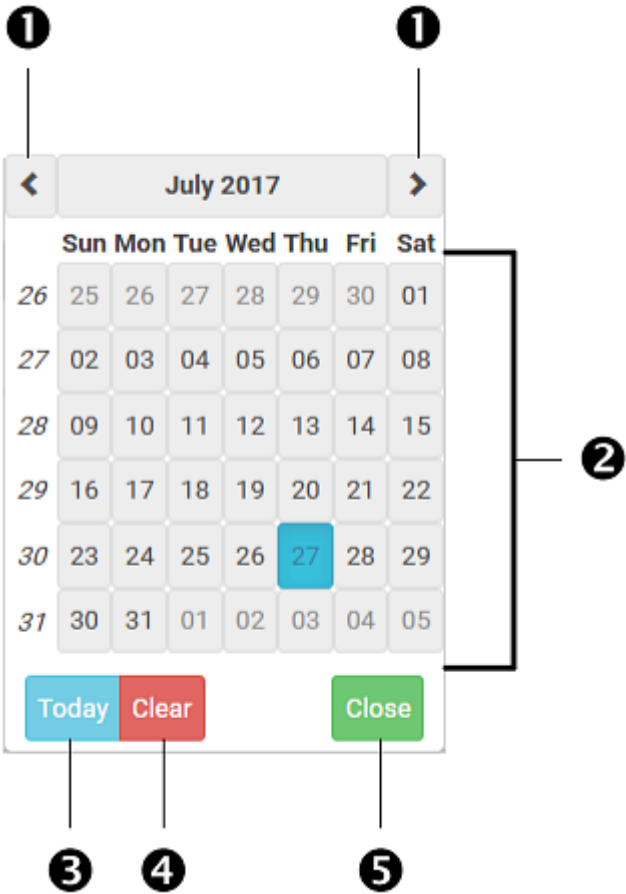 1 1
July 2017
Sun Mon Tue Wed Thu Fri Sat
26 25 26 27 28 29 30 01
27 02 03 04 05 06 07 08
28 09 10 11 12 13 14 15
2
29 16 17 18 19 20 21 22
30 23 24 25 26 27 28 29
31 30 31 01 02 03 04 05
Today Clear Close
3 4 5